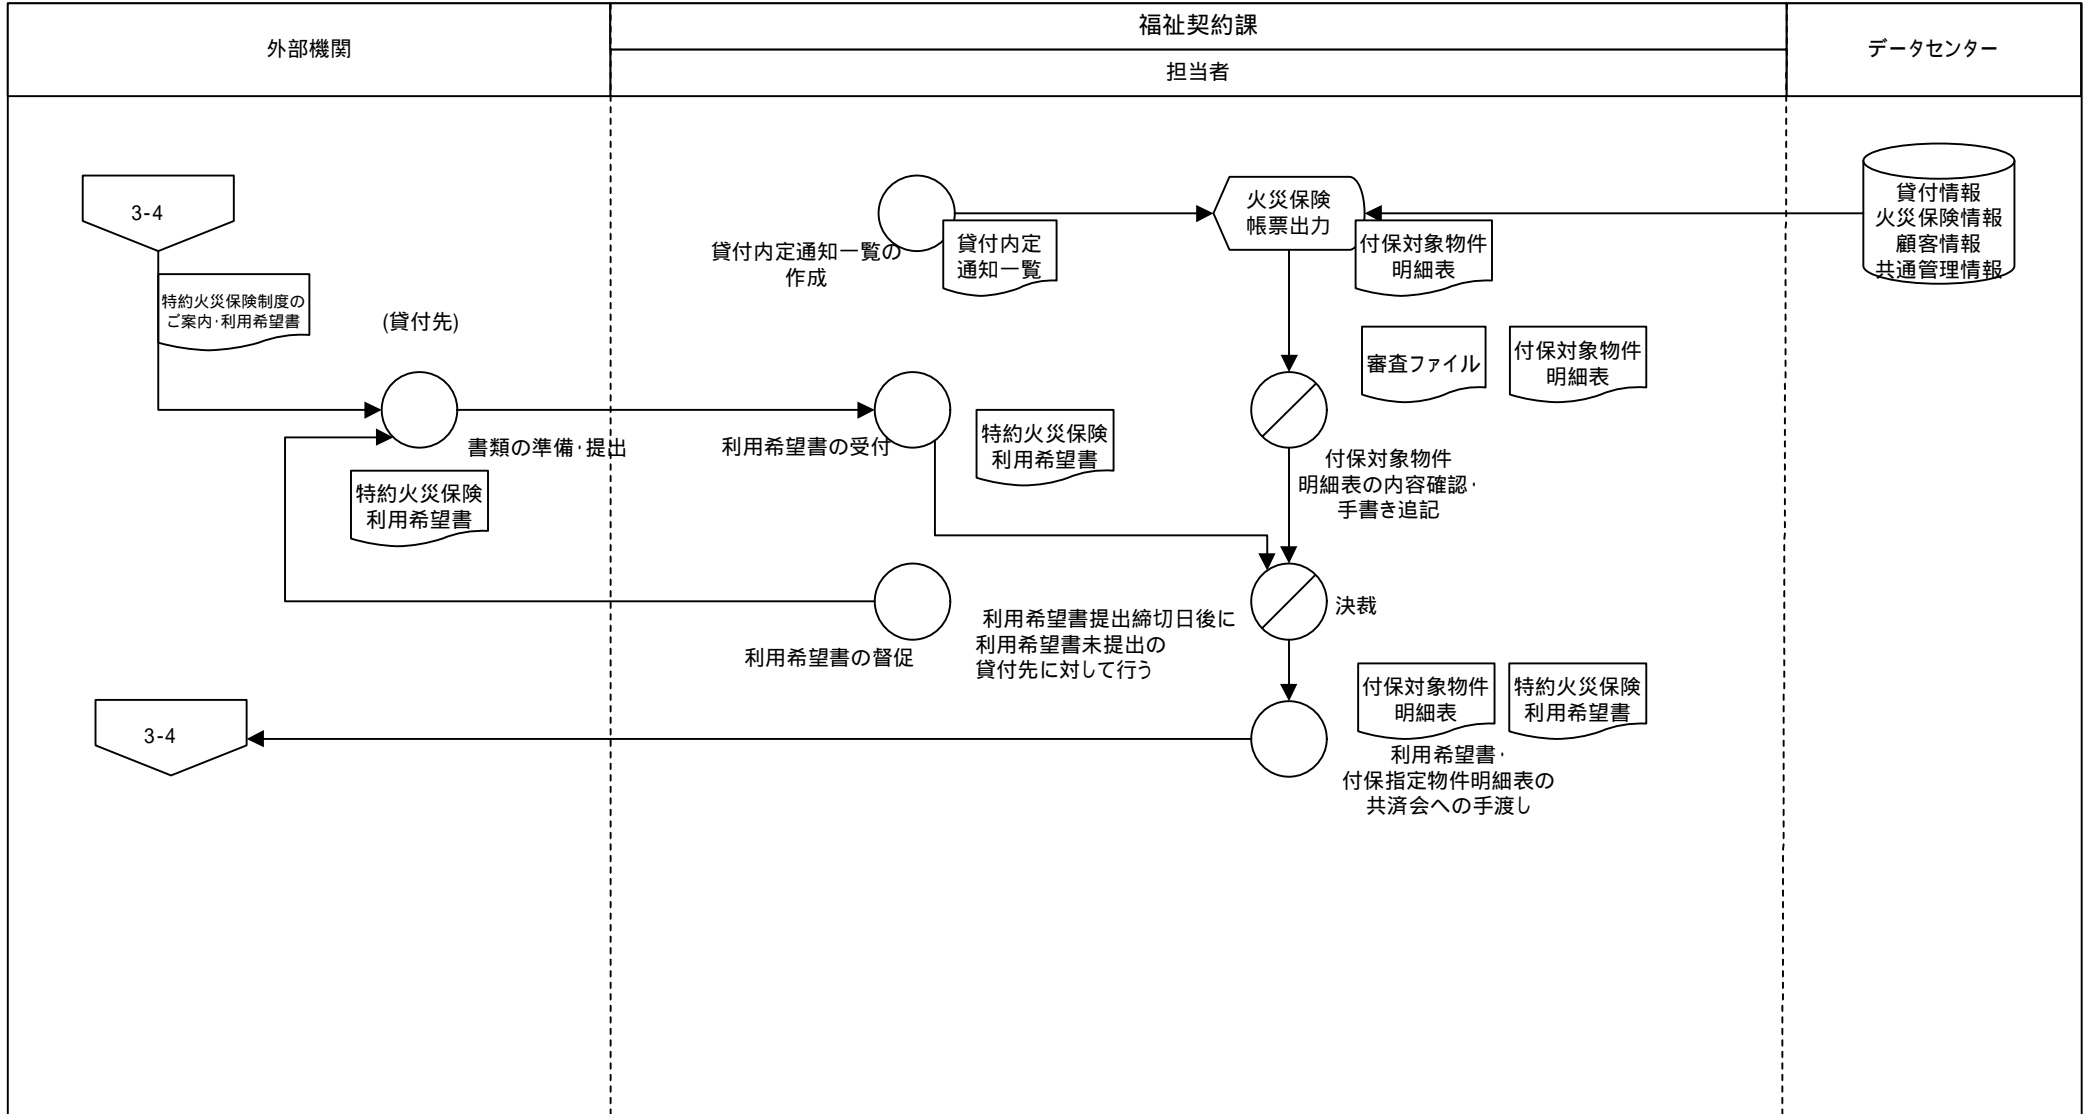 外部機関
福祉契約課
担当者
データセンター
3-4
特約火災保険制度の
ご案内・利用希望書
(貸付先)
書類の準備・提出
特約火災保険
利用希望書
貸付内定通知一覧の
作成
貸付内定
通知一覧
火災保険
帳票出力
付保対象物件
明細表
貸付情報
火災保険情報
顧客情報
共通管理情報
審査ファイル
付保対象物件
明細表
利用希望書の受付
特約火災保険
利用希望書
付保対象物件
明細表の内容確認・
手書き追記
利用希望書の督促
利用希望書提出締切日後に
利用希望書未提出の
貸付先に対して行う
決裁
付保対象物件
明細表
特約火災保険
利用希望書
利用希望書・
付保指定物件明細表の
共済会への手渡し
3-4